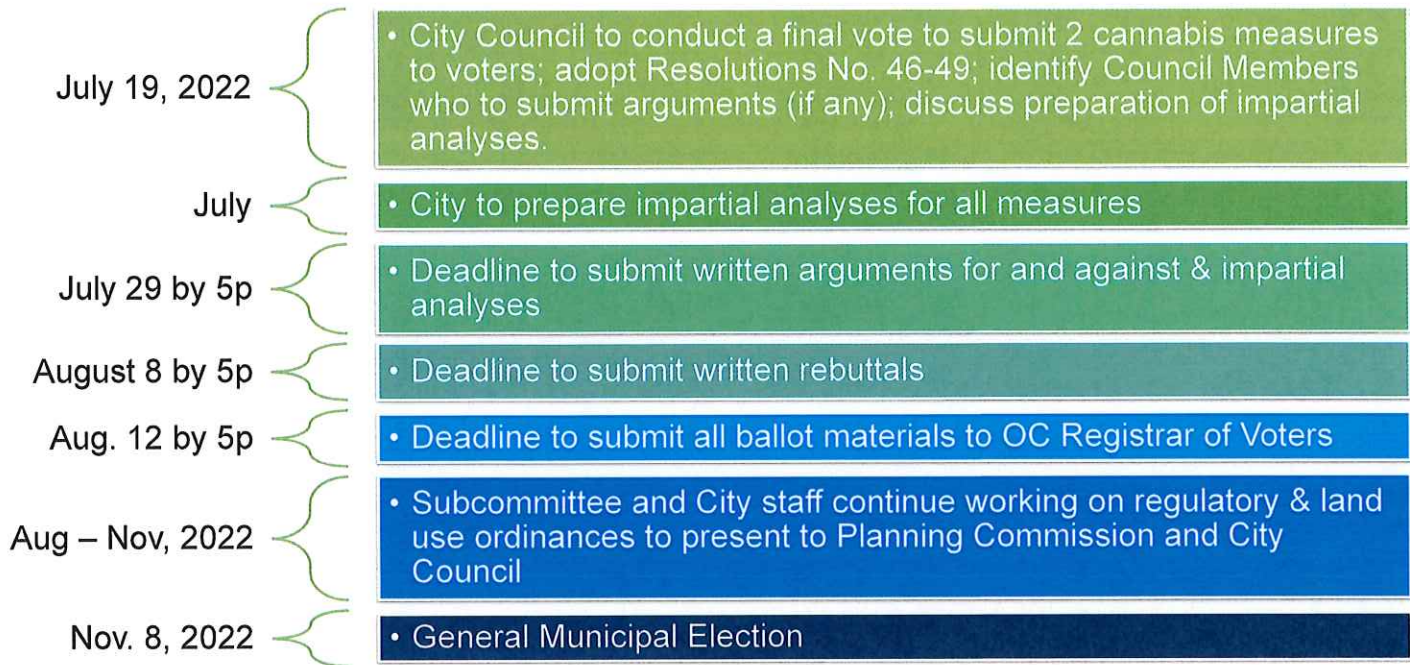 July 19, 2022
• City Council to conduct a final vote to submit 2 cannabis measures
to voters; adopt Resolutions No. 46-49; identify Council Members
who to submit arguments (if any); discuss preparation of impartial
analyses.
July
• City to prepare impartial analyses for all measures
July 29 by 5p
• Deadline to submit written arguments for and against & impartial
analyses
August 8 by 5p
• Deadline to submit written rebuttals
Aug. 12 by 5p
• Deadline to submit all ballot materials to OC Registrar of Voters
Aug – Nov, 2022
• Subcommittee and City staff continue working on regulatory & land
use ordinances to present to Planning Commission and City
Council
Nov. 8, 2022
• General Municipal Election